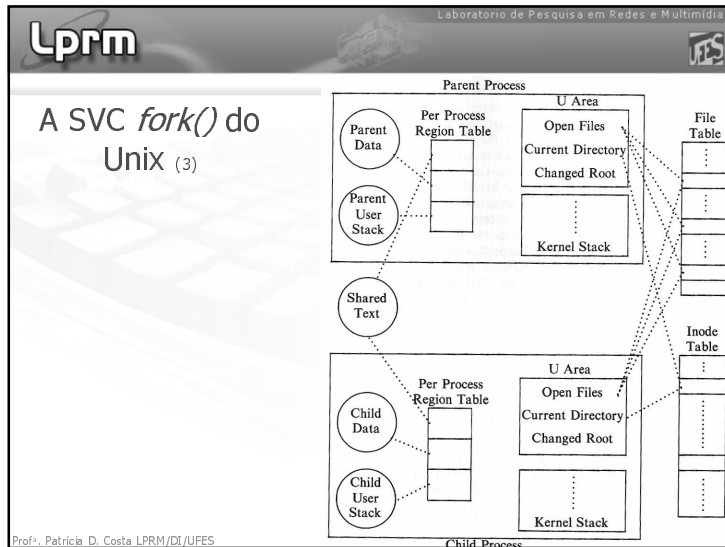 Laboratorio de Pesquisa em Redes e Multimídia
Lprm
UFES
A SVC fork() do
Unix (3)
Parent Process
U Area
Per Process
Region Table
Open Files
Current Directory
Changed Root
Kernel Stack
Parent
Data
Parent
User
Stack
File
Table
Shared
Text
Inode
Table
U Area
Per Process
Region Table
Open Files
Current Directory
Changed Root
Kernel Stack
Child
Data
Child
User
Stack
Child Process
Profª. Patrícia D. Costa LPRM/DI/UFES